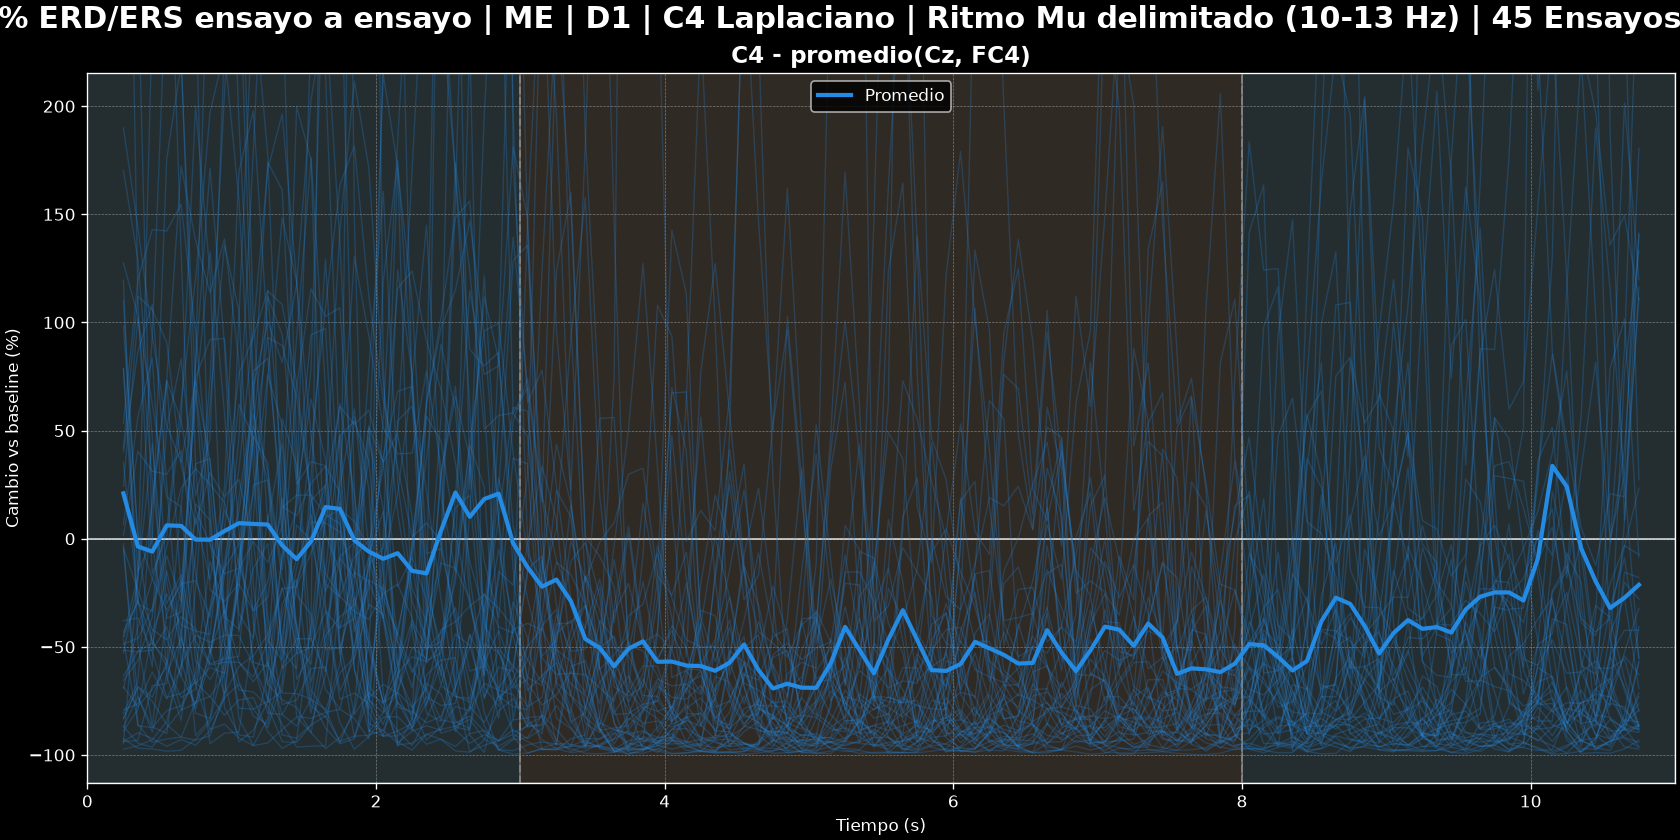 % ERD/ERS ensayo a ensayo | ME | D1 | C4 Laplaciano | Ritmo Mu delimitado (10-13 Hz) | 45 Ensayos
C4 - promedio(Cz, FC4)
Promedio
Cambio vs baseline (%)
200
150
100
50
0
−50
−100
0
2
4
6
8
10
Tiempo (s)